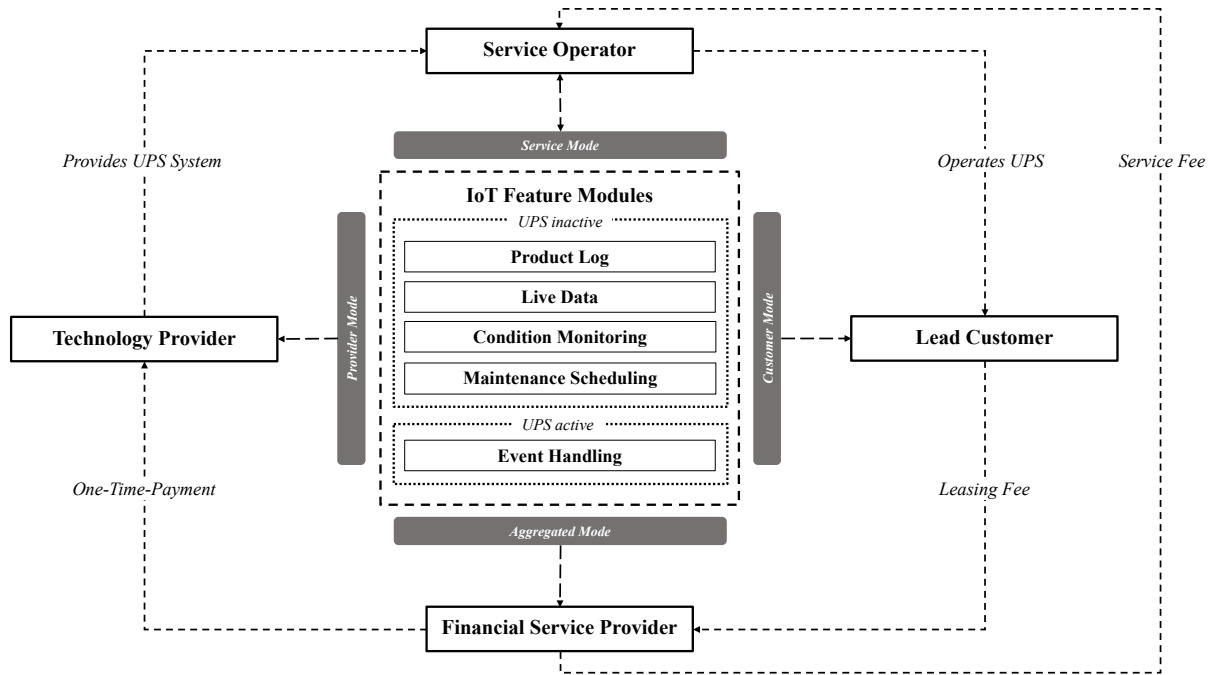 Service Operator
Service Mode
Provides UPS System
Operates UPS
Service Fee
IoT Feature Modules
UPS inactive
Product Log
Live Data
Condition Monitoring
Maintenance Scheduling
Technology Provider
Provider Mode
Customer Mode
Lead Customer
UPS active
Event Handling
One-Time-Payment
Leasing Fee
Aggregated Mode
Financial Service Provider